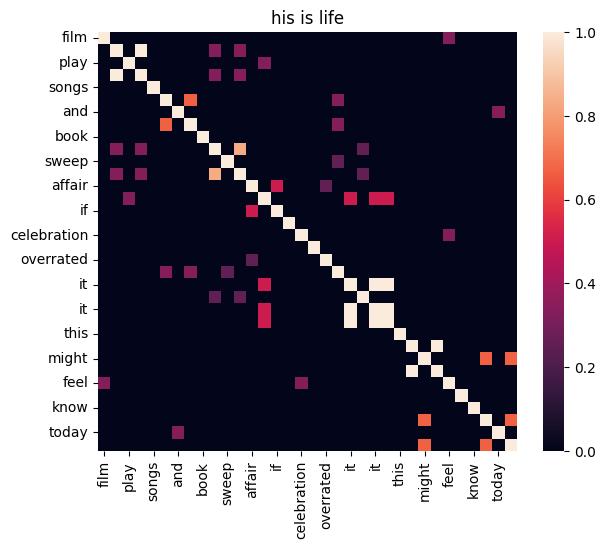 his is life
film
play
songs
and
book
sweep
affair
if
celebration
overrated
it
it
this
might
feel
know
today
1.0
0.8
0.6
0.4
0.2
0.0
film
play
songs
and
book
sweep
affair
if
celebration
overrated
it
it
this
might
feel
know
today